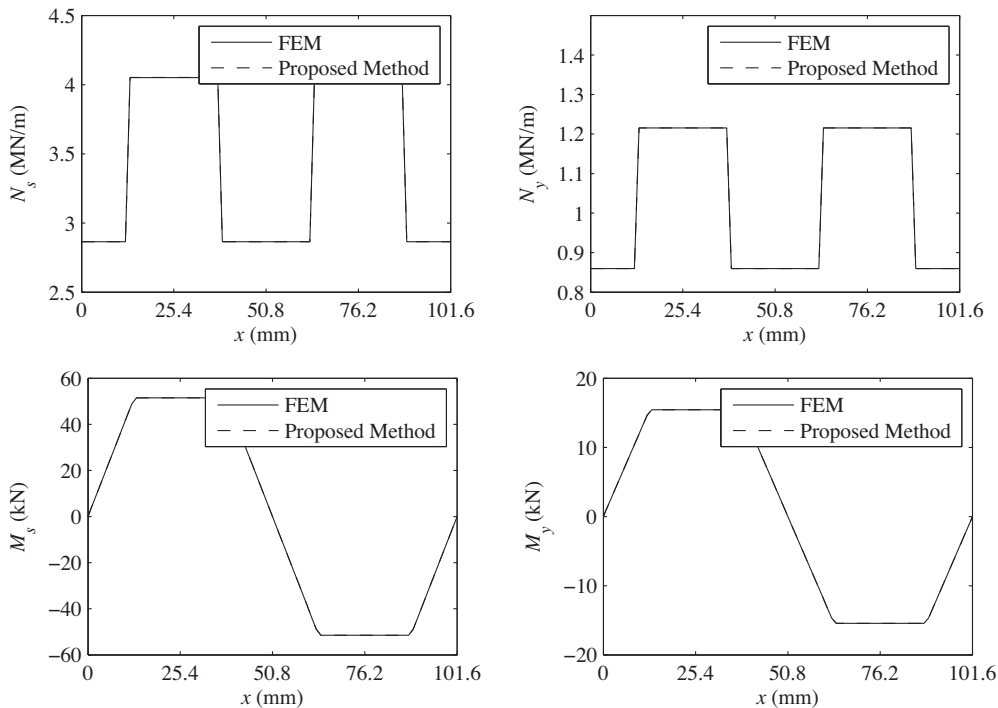 4.5
4
3.5
3
2.5
N_s (MN/m)
FEM
Proposed Method
0 25.4 50.8 76.2 101.6
x (mm)
1.4
1.3
1.2
1.1
1
0.9
0.8
N_y (MN/m)
FEM
Proposed Method
0 25.4 50.8 76.2 101.6
x (mm)
60
40
20
0
−20
−40
−60
M_s (kN)
FEM
Proposed Method
0 25.4 50.8 76.2 101.6
x (mm)
20
10
0
−10
−20
M_y (kN)
FEM
Proposed Method
0 25.4 50.8 76.2 101.6
x (mm)